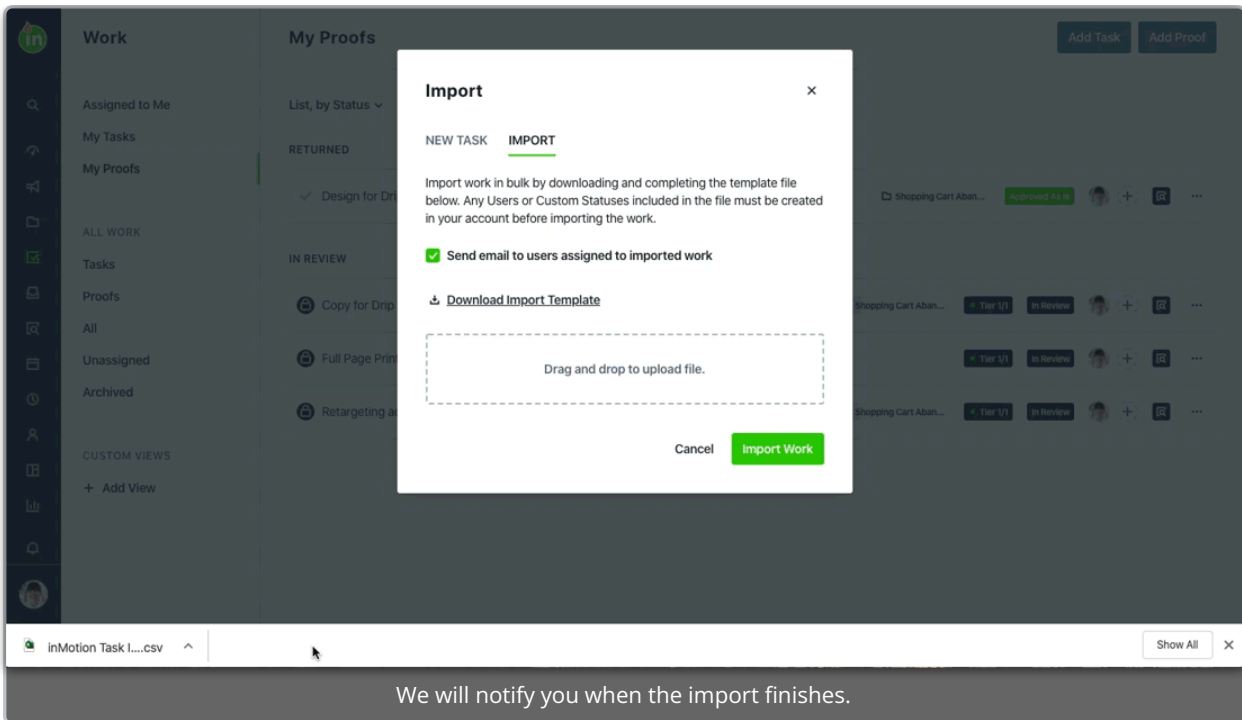 in
Work
My Proofs
Add Task
Add Proof
Import
×
Assigned to Me
List, by Status
My Tasks
NEW TASK
IMPORT
RETURNED
My Proofs
Import work in bulk by downloading and completing the template file
below. Any Users or Custom Statuses included in the file must be created
in your account before importing the work.
Design for Dri
Shopping Cart Aban...
Approved As Is
ALL WORK
Send email to users assigned to imported work
IN REVIEW
Tasks
Proofs
Download Import Template
Copy for Drip
Shopping Cart Aban...
Tier 1/1
In Review
All
Full Page Prin
Tier 1/1
In Review
Unassigned
Drag and drop to upload file.
Archived
Retargeting ad
Shopping Cart Aban...
Tier 1/1
In Review
Cancel
Import Work
CUSTOM VIEWS
+ Add View
inMotion Task I....csv
Show All
We will notify you when the import finishes.